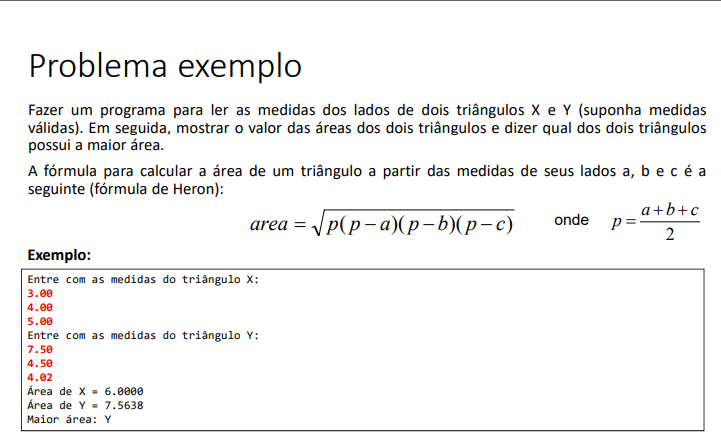 Problema exemplo
Fazer um programa para ler as medidas dos lados de dois triângulos X e Y (suponha medidas
válidas). Em seguida, mostrar o valor das áreas dos dois triângulos e dizer qual dos dois triângulos
possui a maior área.
A fórmula para calcular a área de um triângulo a partir das medidas de seus lados a, b e c é a
seguinte (fórmula de Heron):
area = √p(p − a)(p − b)(p − c) onde p = a+b+c / 2
Exemplo:
Entre com as medidas do triângulo X:
3.00
4.00
5.00
Entre com as medidas do triângulo Y:
7.50
4.50
4.02
Área de X = 6.0000
Área de Y = 7.5638
Maior área: Y